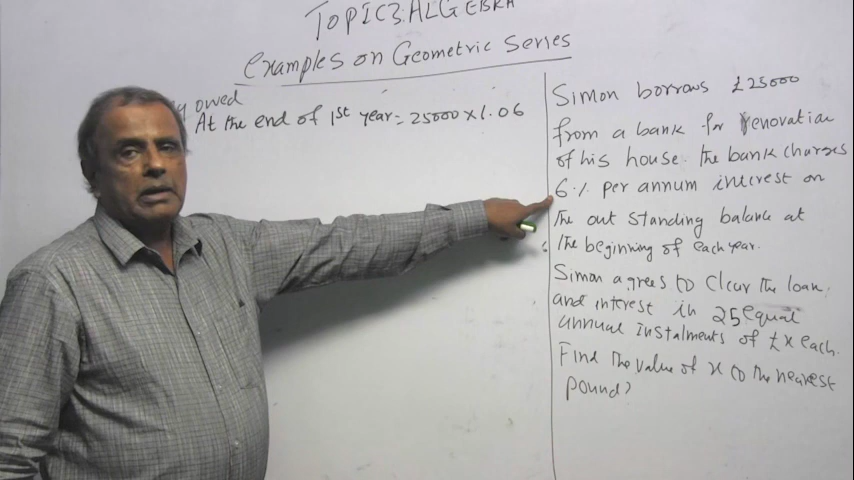 TOPIC3:ALGEBRA
Examples on Geometric Series
owed
At the end of 1st year = 25000 × 1.06
Simon borrows £25000
from a bank for renovation
of his house. The bank charges
6% per annum interest on
the out standing balance at
the beginning of each year.
Simon agrees to clear the loan
and interest in 25 equal
annual instalments of £x each.
Find the value of x to the nearest
pound?